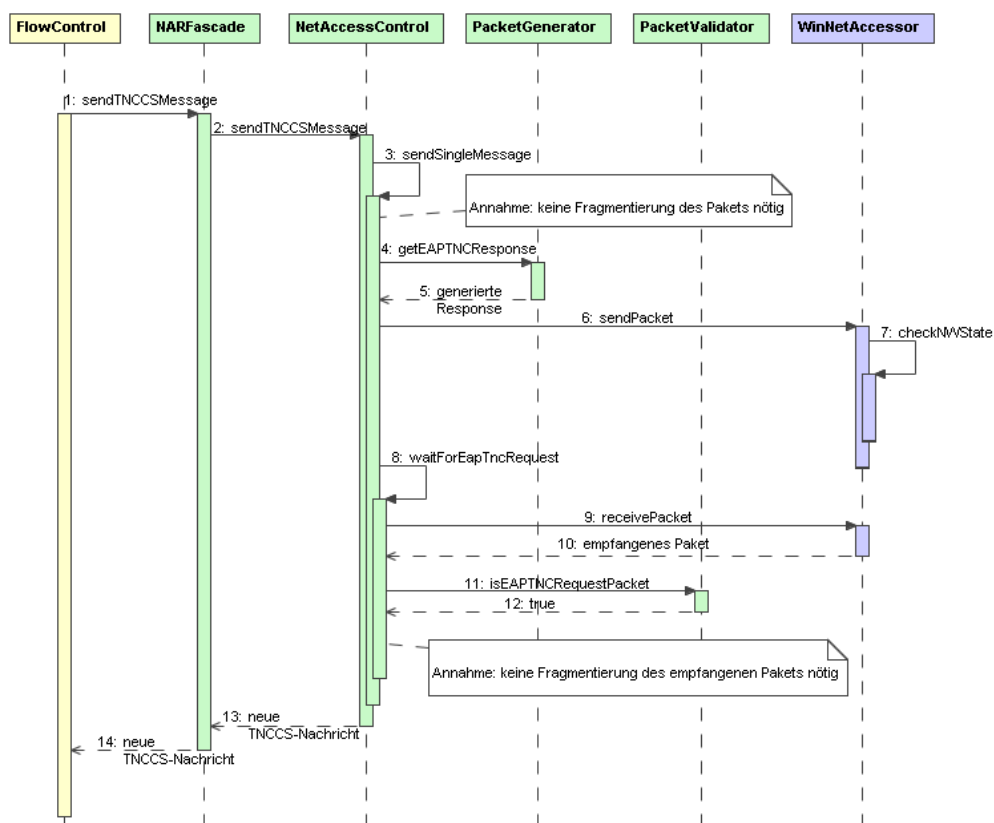 FlowControl
NARFascade
NetAccessControl
PacketGenerator
PacketValidator
WinNetAccessor
1: sendTNCCSMessage
2: sendTNCCSMessage
3: sendSingleMessage
Annahme: keine Fragmentierung des Pakets nötig
4: getEAPTNCResponse
5: generierte
Response
6: sendPacket
7: checkNWState
8: waitForEapTncRequest
9: receivePacket
10: empfangenes Paket
11: isEAPTNCRequestPacket
12: true
Annahme: keine Fragmentierung des empfangenen Pakets nötig
13: neue
TNCCS-Nachricht
14: neue
TNCCS-Nachricht